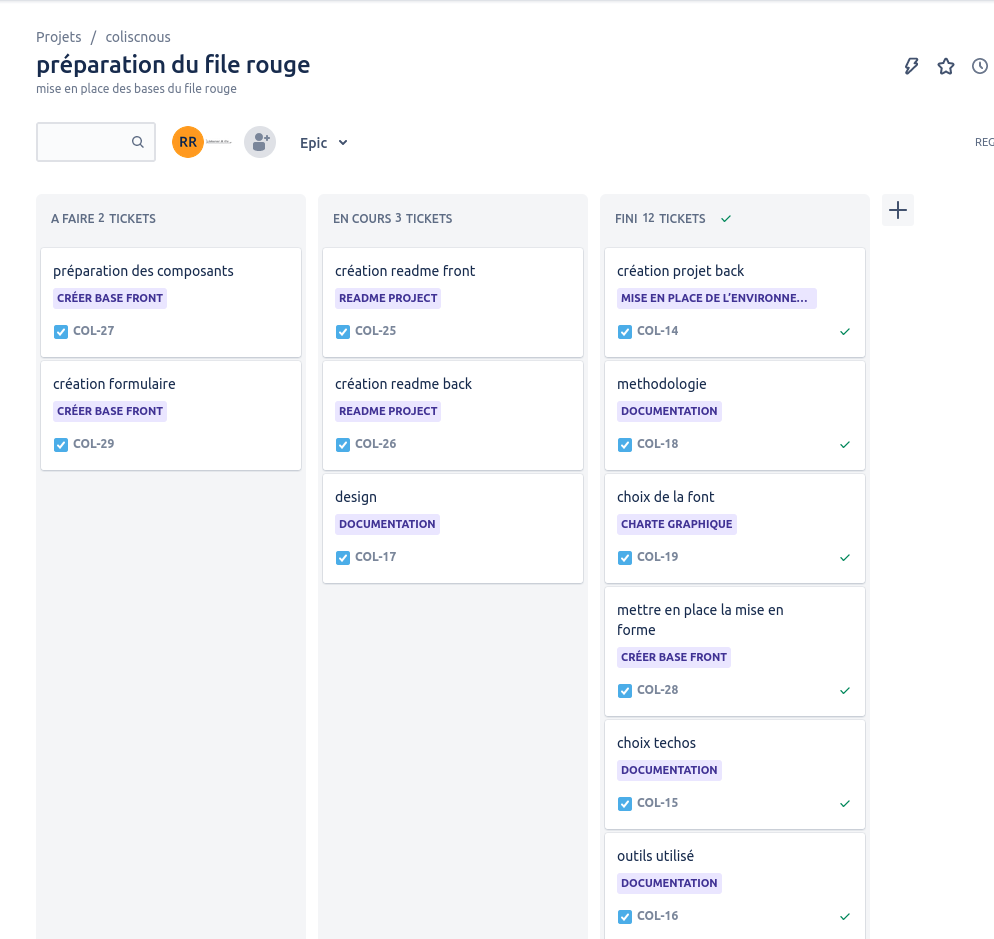 Projets / coliscnous
préparation du file rouge
mise en place des bases du file rouge
RR
Epic
REG
A FAIRE 2 TICKETS
préparation des composants
CRÉER BASE FRONT
COL-27
création formulaire
CRÉER BASE FRONT
COL-29
EN COURS 3 TICKETS
création readme front
README PROJECT
COL-25
création readme back
README PROJECT
COL-26
design
DOCUMENTATION
COL-17
FINI 12 TICKETS
création projet back
MISE EN PLACE DE L'ENVIRONNE...
COL-14
methodologie
DOCUMENTATION
COL-18
choix de la font
CHARTE GRAPHIQUE
COL-19
mettre en place la mise en
forme
CRÉER BASE FRONT
COL-28
choix techos
DOCUMENTATION
COL-15
outils utilisé
DOCUMENTATION
COL-16